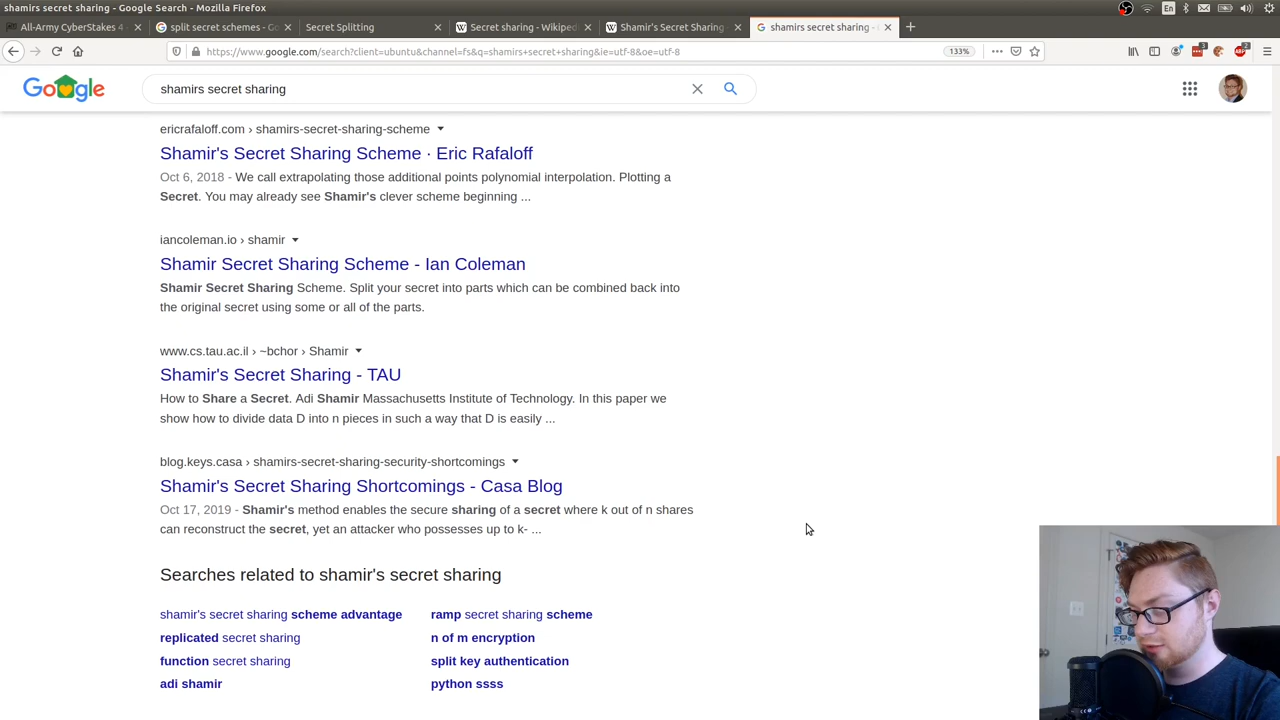 shamirs secret sharing - Google Search - Mozilla Firefox
En
All-Army CyberStakes 4 -
split secret schemes - Go
Secret Splitting
Secret sharing - Wikiped
Shamir's Secret Sharing
shamirs secret sharing -
https://www.google.com/search?client=ubuntu&channel=fs&q=shamirs+secret+sharing&ie=utf-8&oe=utf-8
133%
Google
shamirs secret sharing
ericrafaloff.com › shamirs-secret-sharing-scheme
Shamir's Secret Sharing Scheme · Eric Rafaloff
Oct 6, 2018 - We call extrapolating those additional points polynomial interpolation. Plotting a
Secret. You may already see Shamir's clever scheme beginning ...
iancoleman.io › shamir
Shamir Secret Sharing Scheme - Ian Coleman
Shamir Secret Sharing Scheme. Split your secret into parts which can be combined back into
the original secret using some or all of the parts.
www.cs.tau.ac.il › ~bchor › Shamir
Shamir's Secret Sharing - TAU
How to Share a Secret. Adi Shamir Massachusetts Institute of Technology. In this paper we
show how to divide data D into n pieces in such a way that D is easily ...
blog.keys.casa › shamirs-secret-sharing-security-shortcomings
Shamir's Secret Sharing Shortcomings - Casa Blog
Oct 17, 2019 - Shamir's method enables the secure sharing of a secret where k out of n shares
can reconstruct the secret, yet an attacker who possesses up to k- ...
Searches related to shamir's secret sharing
shamir's secret sharing scheme advantage
ramp secret sharing scheme
replicated secret sharing
n of m encryption
function secret sharing
split key authentication
adi shamir
python ssss